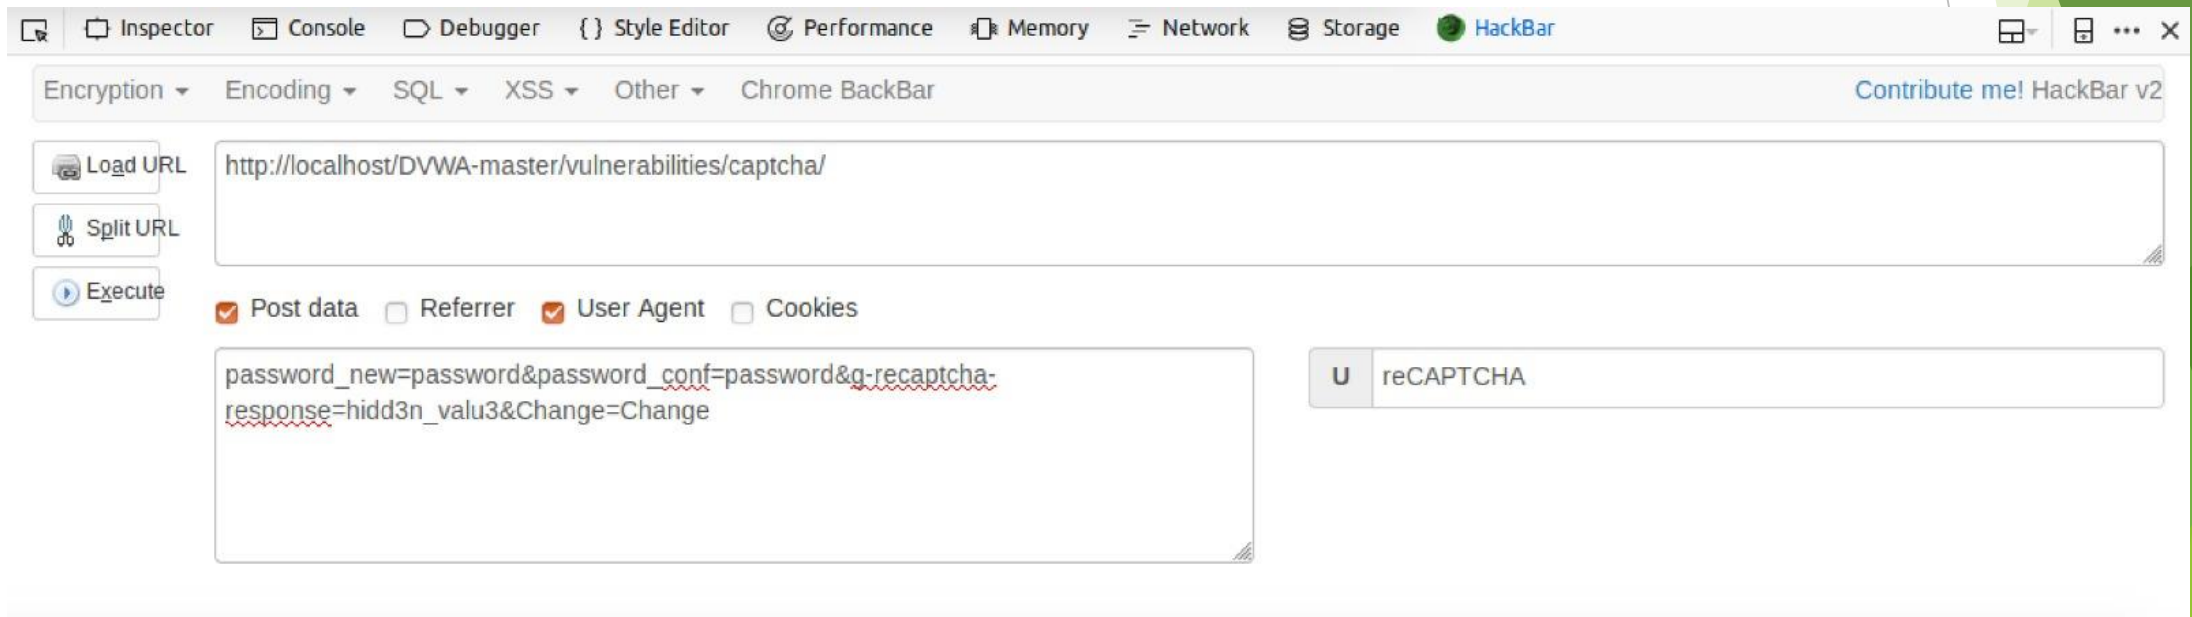 Inspector Console Debugger { } Style Editor Performance Memory Network Storage HackBar
Encryption Encoding SQL XSS Other Chrome BackBar Contribute me! HackBar v2
Load URL http://localhost/DVWA-master/vulnerabilities/captcha/
Split URL
Execute
Post data Referrer User Agent Cookies
password_new=password&password_conf=password&g-recaptcha- U reCAPTCHA
response=hidd3n_valu3&Change=Change